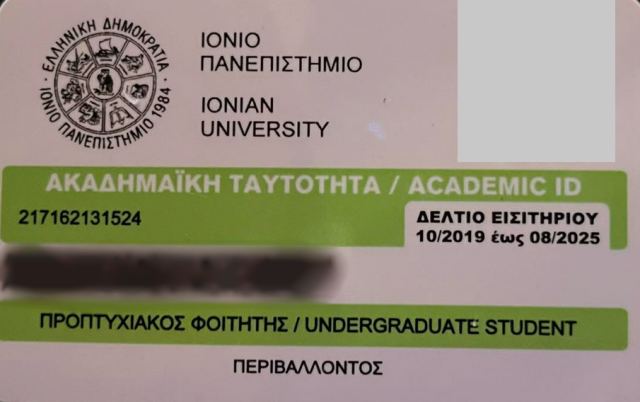 ΕΛΛΗΝΙΚΗ ΔΗΜΟΚΡΑΤΙΑ
ΙΟΝΙΟ ΠΑΝΕΠΙΣΤΗΜΙΟ 1984
ΙΟΝΙΟ
ΠΑΝΕΠΙΣΤΗΜΙΟ
IONIAN
UNIVERSITY
ΑΚΑΔΗΜΑΪΚΗ ΤΑΥΤΟΤΗΤΑ / ACADEMIC ID
217162131524
ΔΕΛΤΙΟ ΕΙΣΙΤΗΡΙΟΥ
10/2019 έως 08/2025
ΠΡΟΠΤΥΧΙΑΚΟΣ ΦΟΙΤΗΤΗΣ / UNDERGRADUATE STUDENT
ΠΕΡΙΒΑΛΛΟΝΤΟΣ